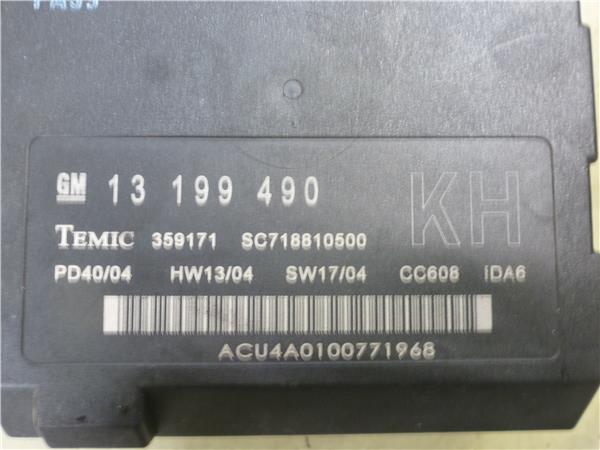 GM 13 199 490
KH
TEMIC 359171 SC718810500
PD40/04 HW13/04 SW17/04 CC608 IDA6
ACU4A0100771968